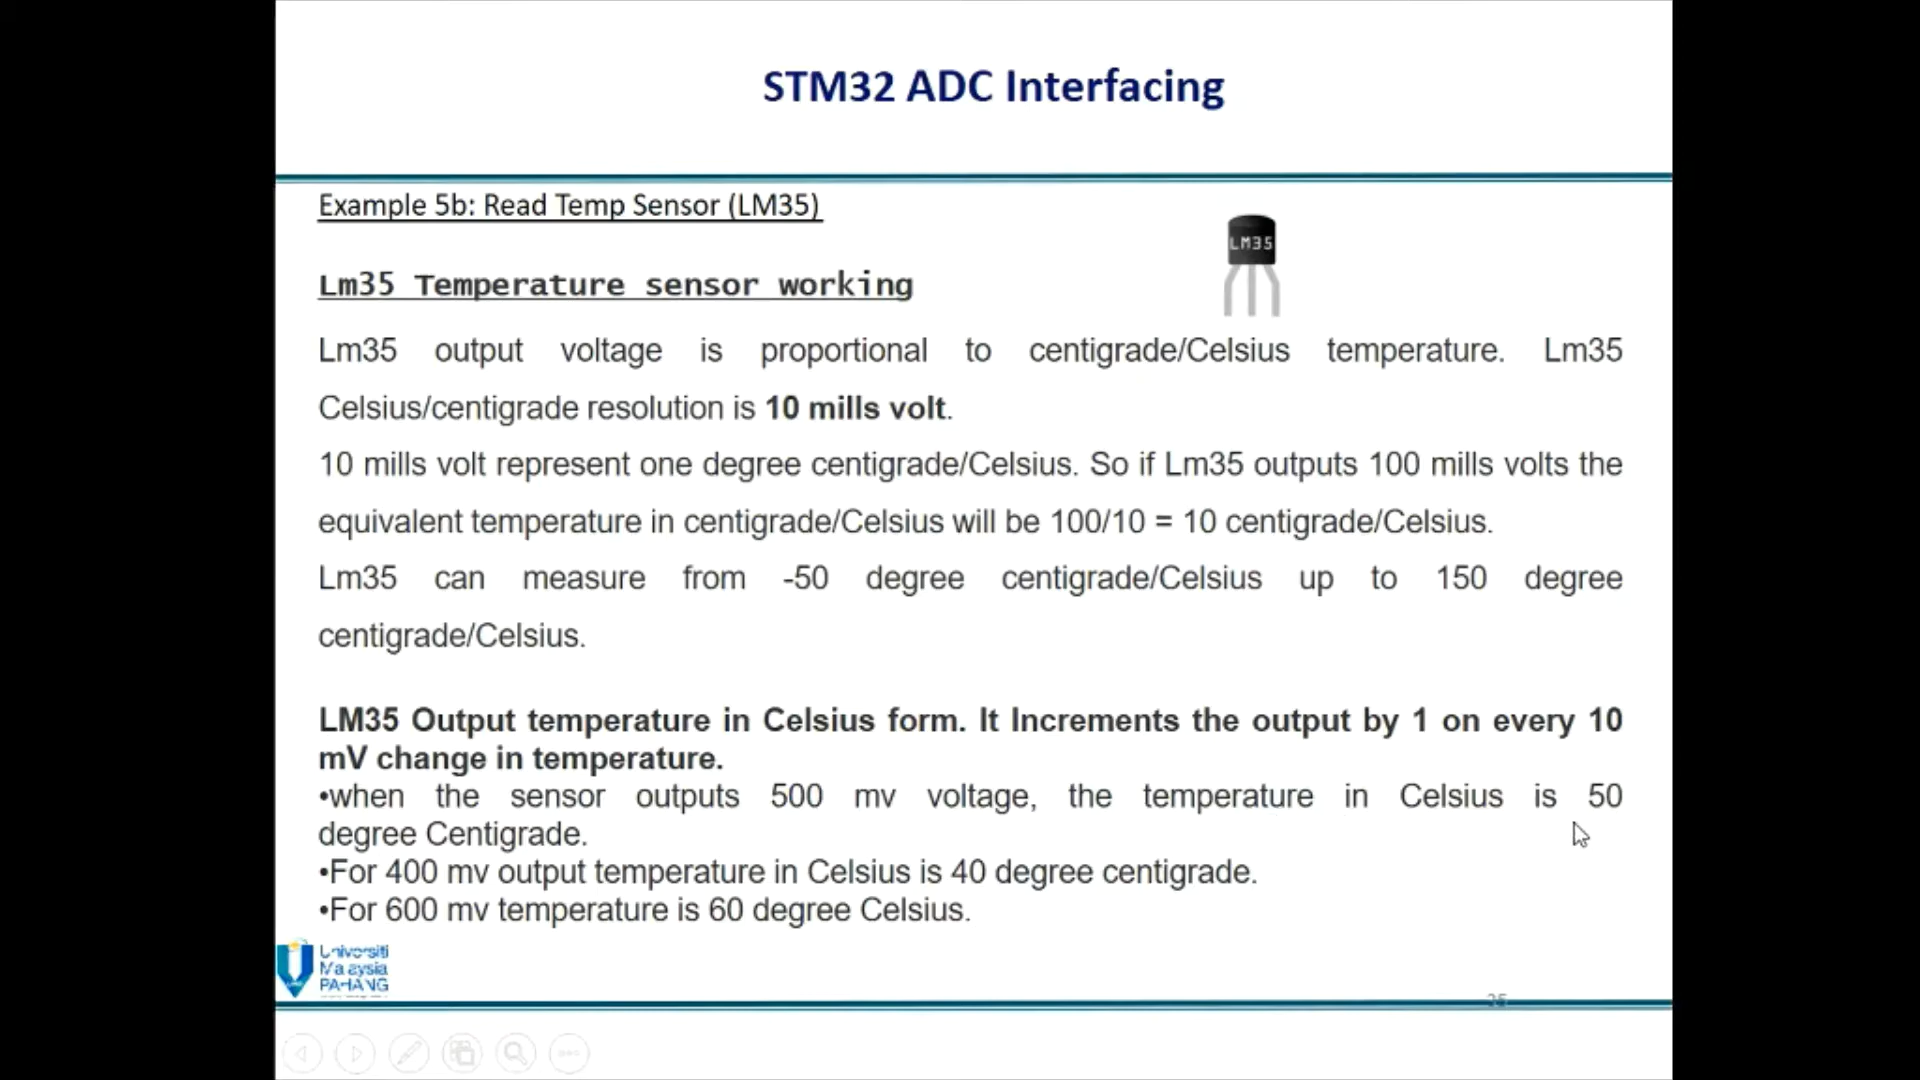 STM32 ADC Interfacing
Example 5b: Read Temp Sensor (LM35)
LM35
Lm35 Temperature sensor working
Lm35 output voltage is proportional to centigrade/Celsius temperature. Lm35
Celsius/centigrade resolution is 10 mills volt.
10 mills volt represent one degree centigrade/Celsius. So if Lm35 outputs 100 mills volts the
equivalent temperature in centigrade/Celsius will be 100/10 = 10 centigrade/Celsius.
Lm35 can measure from -50 degree centigrade/Celsius up to 150 degree
centigrade/Celsius.
LM35 Output temperature in Celsius form. It Increments the output by 1 on every 10
mV change in temperature.
•when the sensor outputs 500 mv voltage, the temperature in Celsius is 50
degree Centigrade.
•For 400 mv output temperature in Celsius is 40 degree centigrade.
•For 600 mv temperature is 60 degree Celsius.
Universiti
Malaysia
PAHANG